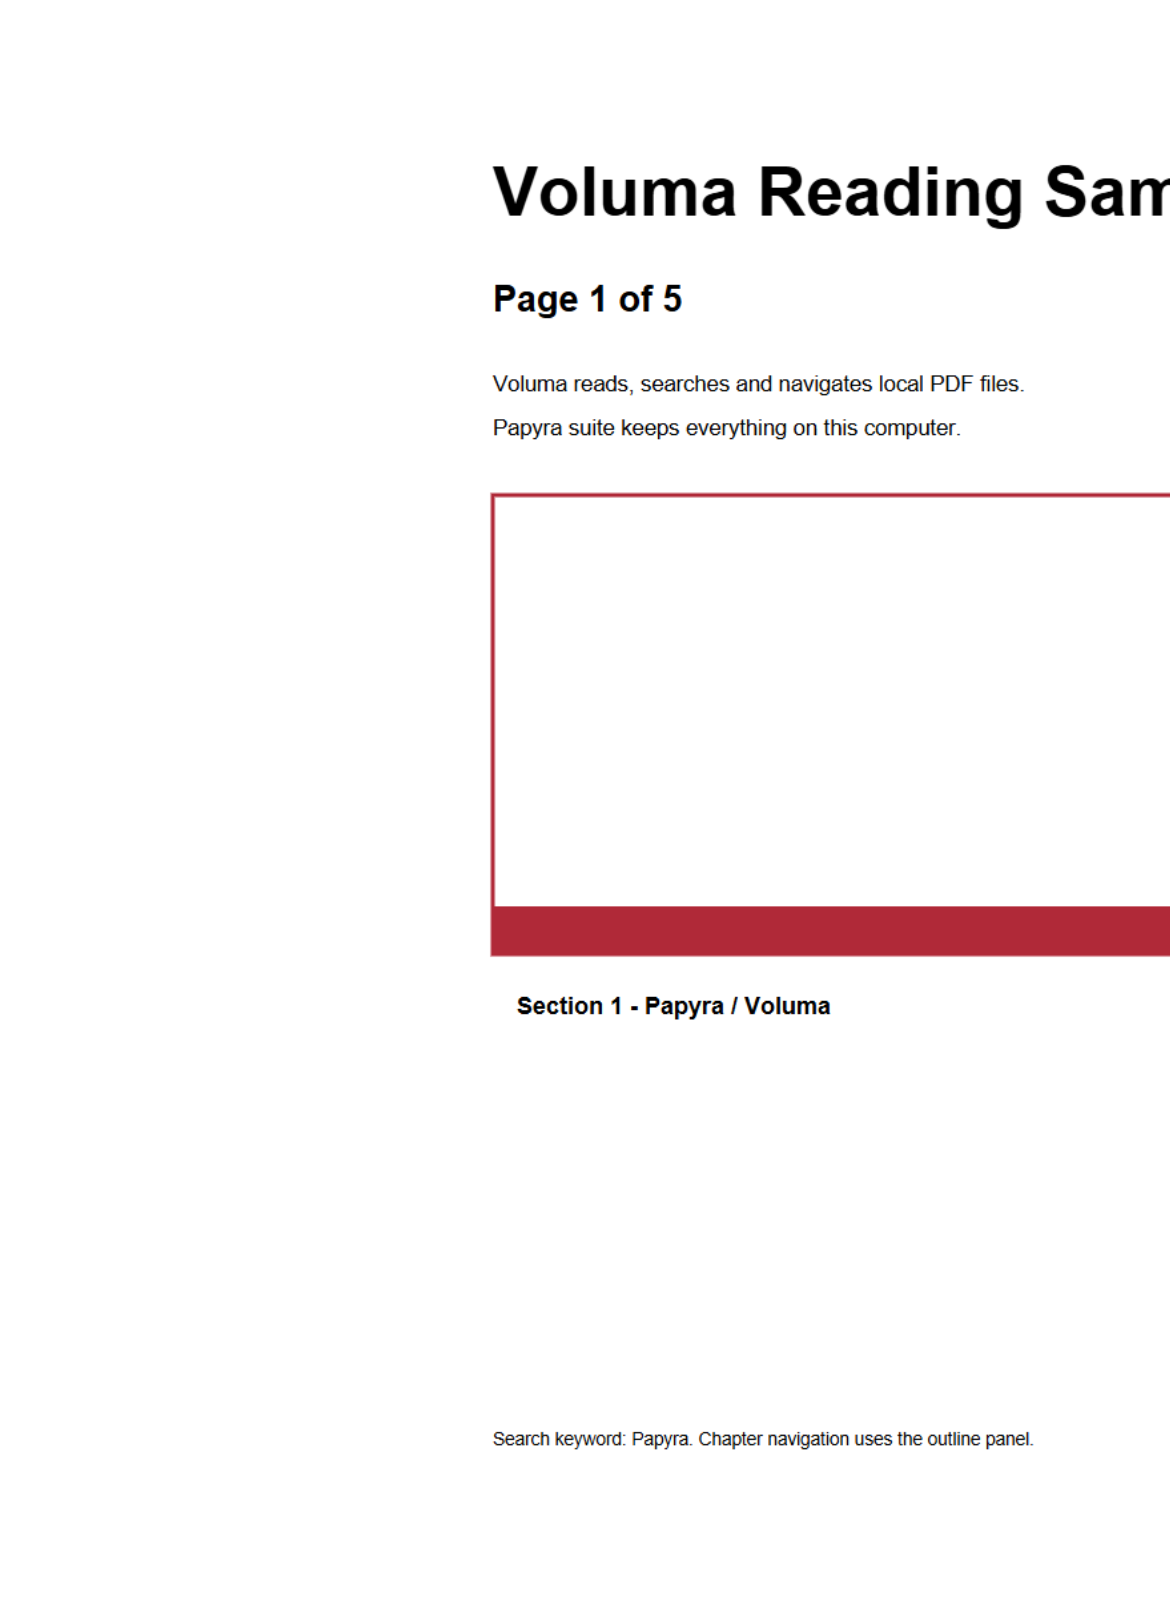 Voluma Reading Sam
Page 1 of 5
Voluma reads, searches and navigates local PDF files.
Papyra suite keeps everything on this computer.
Section 1 - Papyra / Voluma
Search keyword: Papyra. Chapter navigation uses the outline panel.